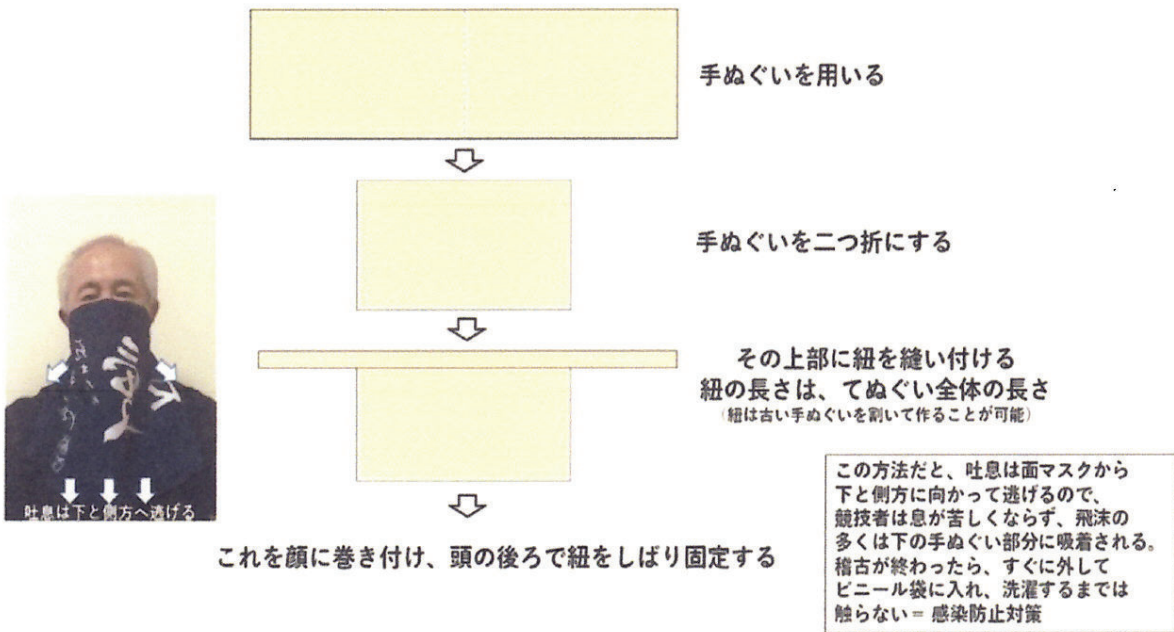 手ぬぐいを用いる
手ぬぐいを二つ折にする
その上部に紐を縫い付ける
紐の長さは、てぬぐい全体の長さ
（紐は古い手ぬぐいを割いて作ることが可能）
吐息は下と側方へ逃げる
これを顔に巻き付け、頭の後ろで紐をしばり固定する
この方法だと、吐息は面マスクから
下と側方に向かって逃げるので、
競技者は息が苦しくならず、飛沫の
多くは下の手ぬぐい部分に吸着される。
稽古が終わったら、すぐに外して
ビニール袋に入れ、洗濯するまでは
触らない＝ 感染防止対策